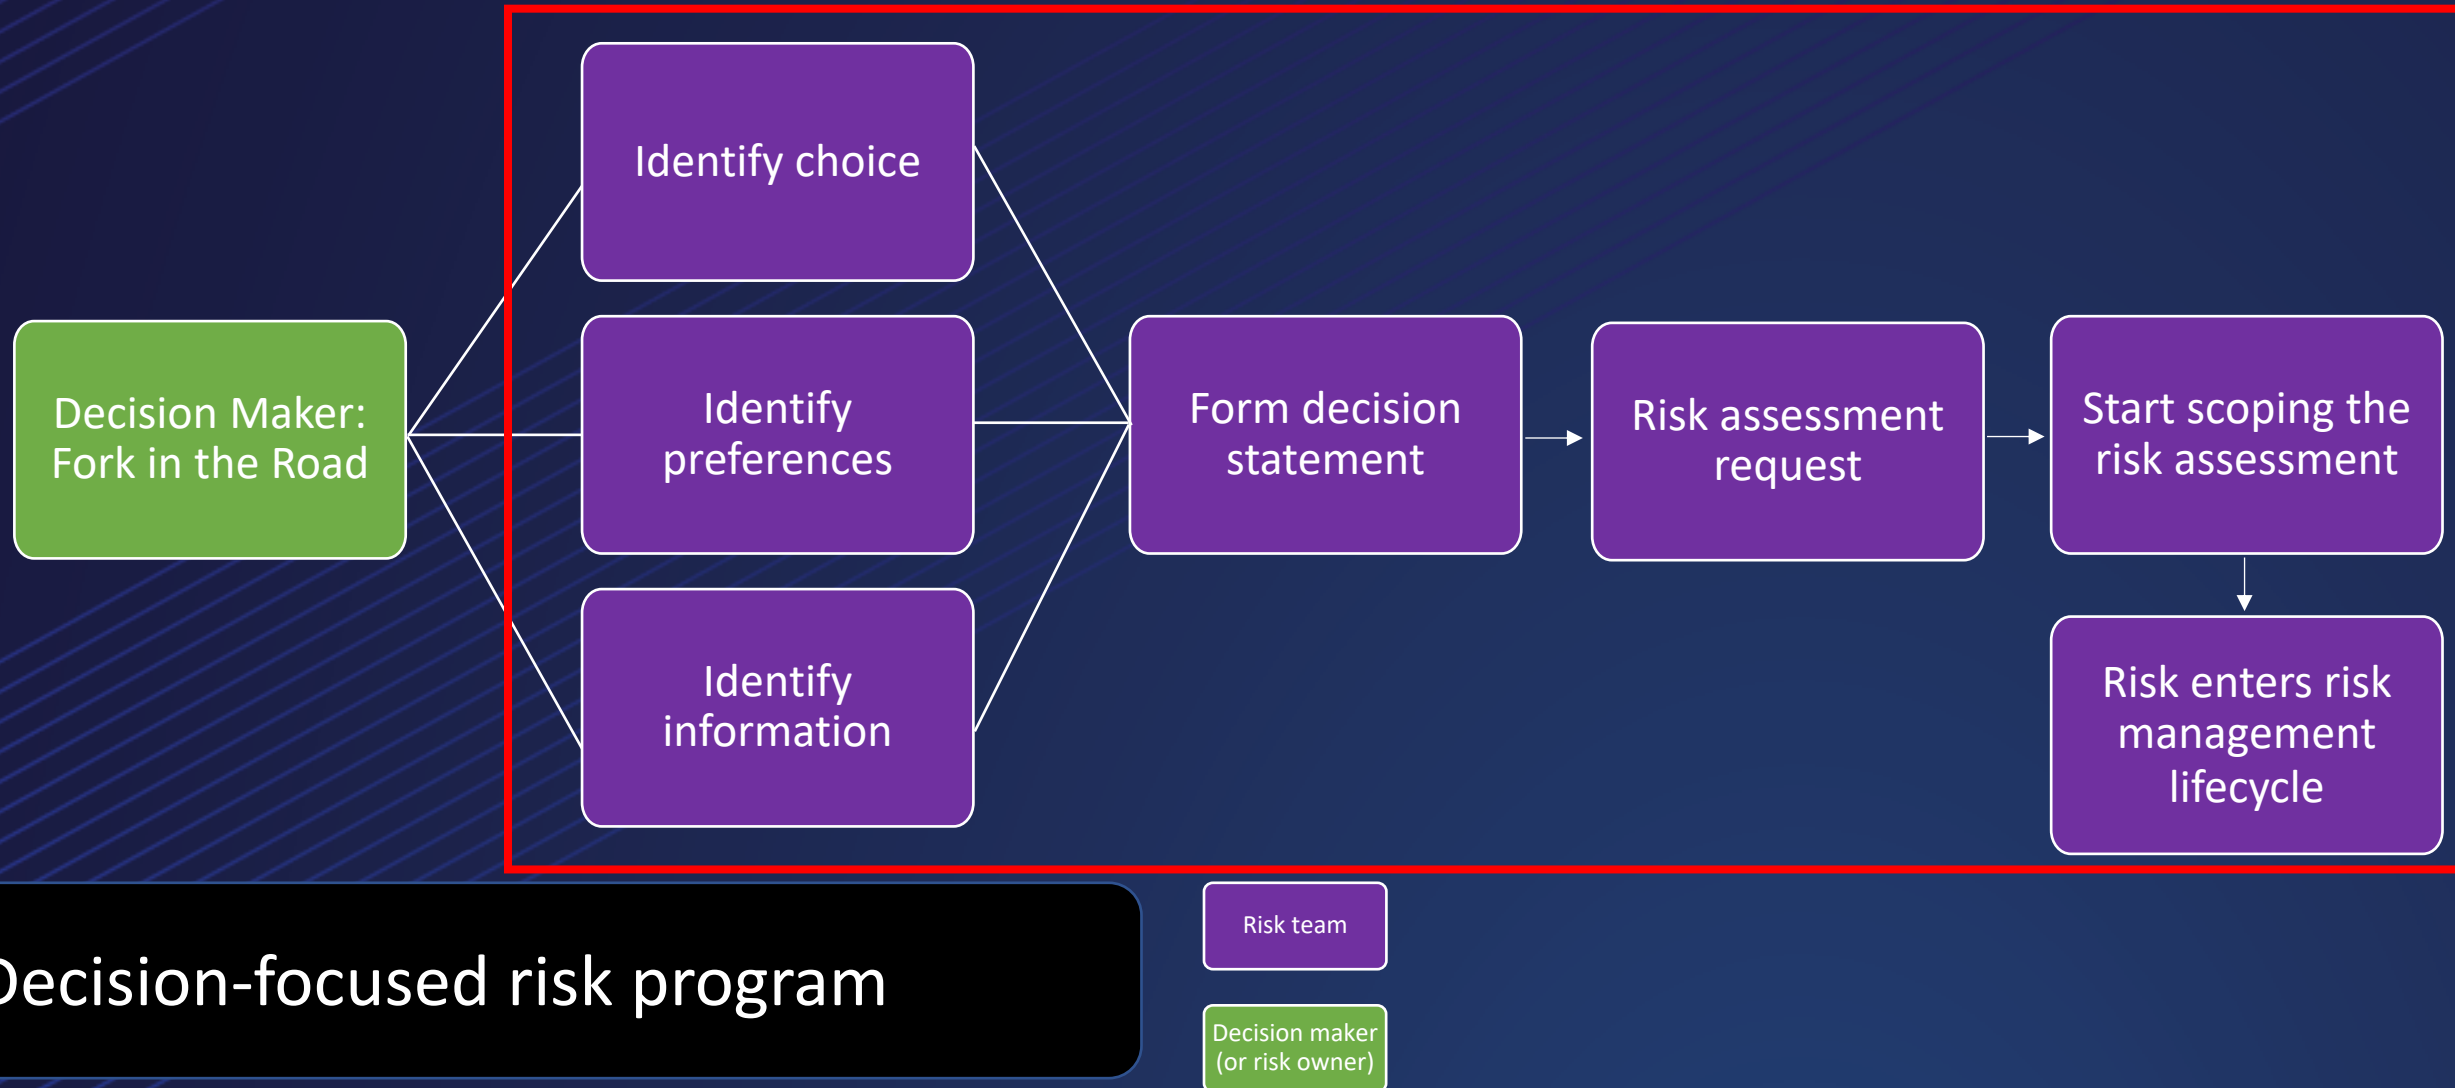 Identify choice
Decision Maker:
Fork in the Road
Identify
preferences
Form decision
statement
Risk assessment
request
Start scoping the
risk assessment
Identify
information
Risk enters risk
management
lifecycle
Decision-focused risk program
Risk team
Decision maker
(or risk owner)